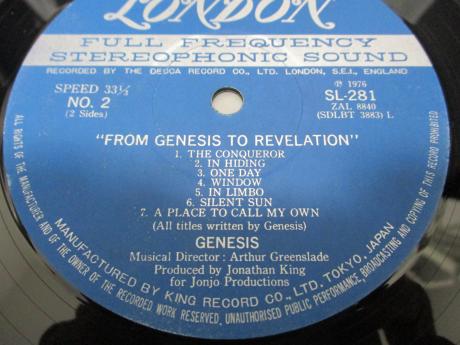 LONDON
FULL FREQUENCY
STEREOPHONIC SOUND
RECORDED BY THE DECCA RECORD CO., LTD. LONDON, S.E.I., ENGLAND
SPEED 33⅓
NO. 2
(2 Sides)
℗ 1976
SL-281
ZAL 8840
(SDLBT 3883) L
"FROM GENESIS TO REVELATION"
1. THE CONQUEROR
2. IN HIDING
3. ONE DAY
4. WINDOW
5. IN LIMBO
6. SILENT SUN
7. A PLACE TO CALL MY OWN
(All titles written by Genesis)
GENESIS
Musical Director : Arthur Greenslade
Produced by Jonathan King
for Jonjo Productions
MANUFACTURED BY KING RECORD CO., LTD., TOKYO, JAPAN
ALL RIGHTS OF THE MANUFACTURER AND OF THE OWNER OF THE RECORDED WORK RESERVED, UNAUTHORISED PUBLIC PERFORMANCE, BROADCASTING AND COPYING OF THIS RECORD PROHIBITED